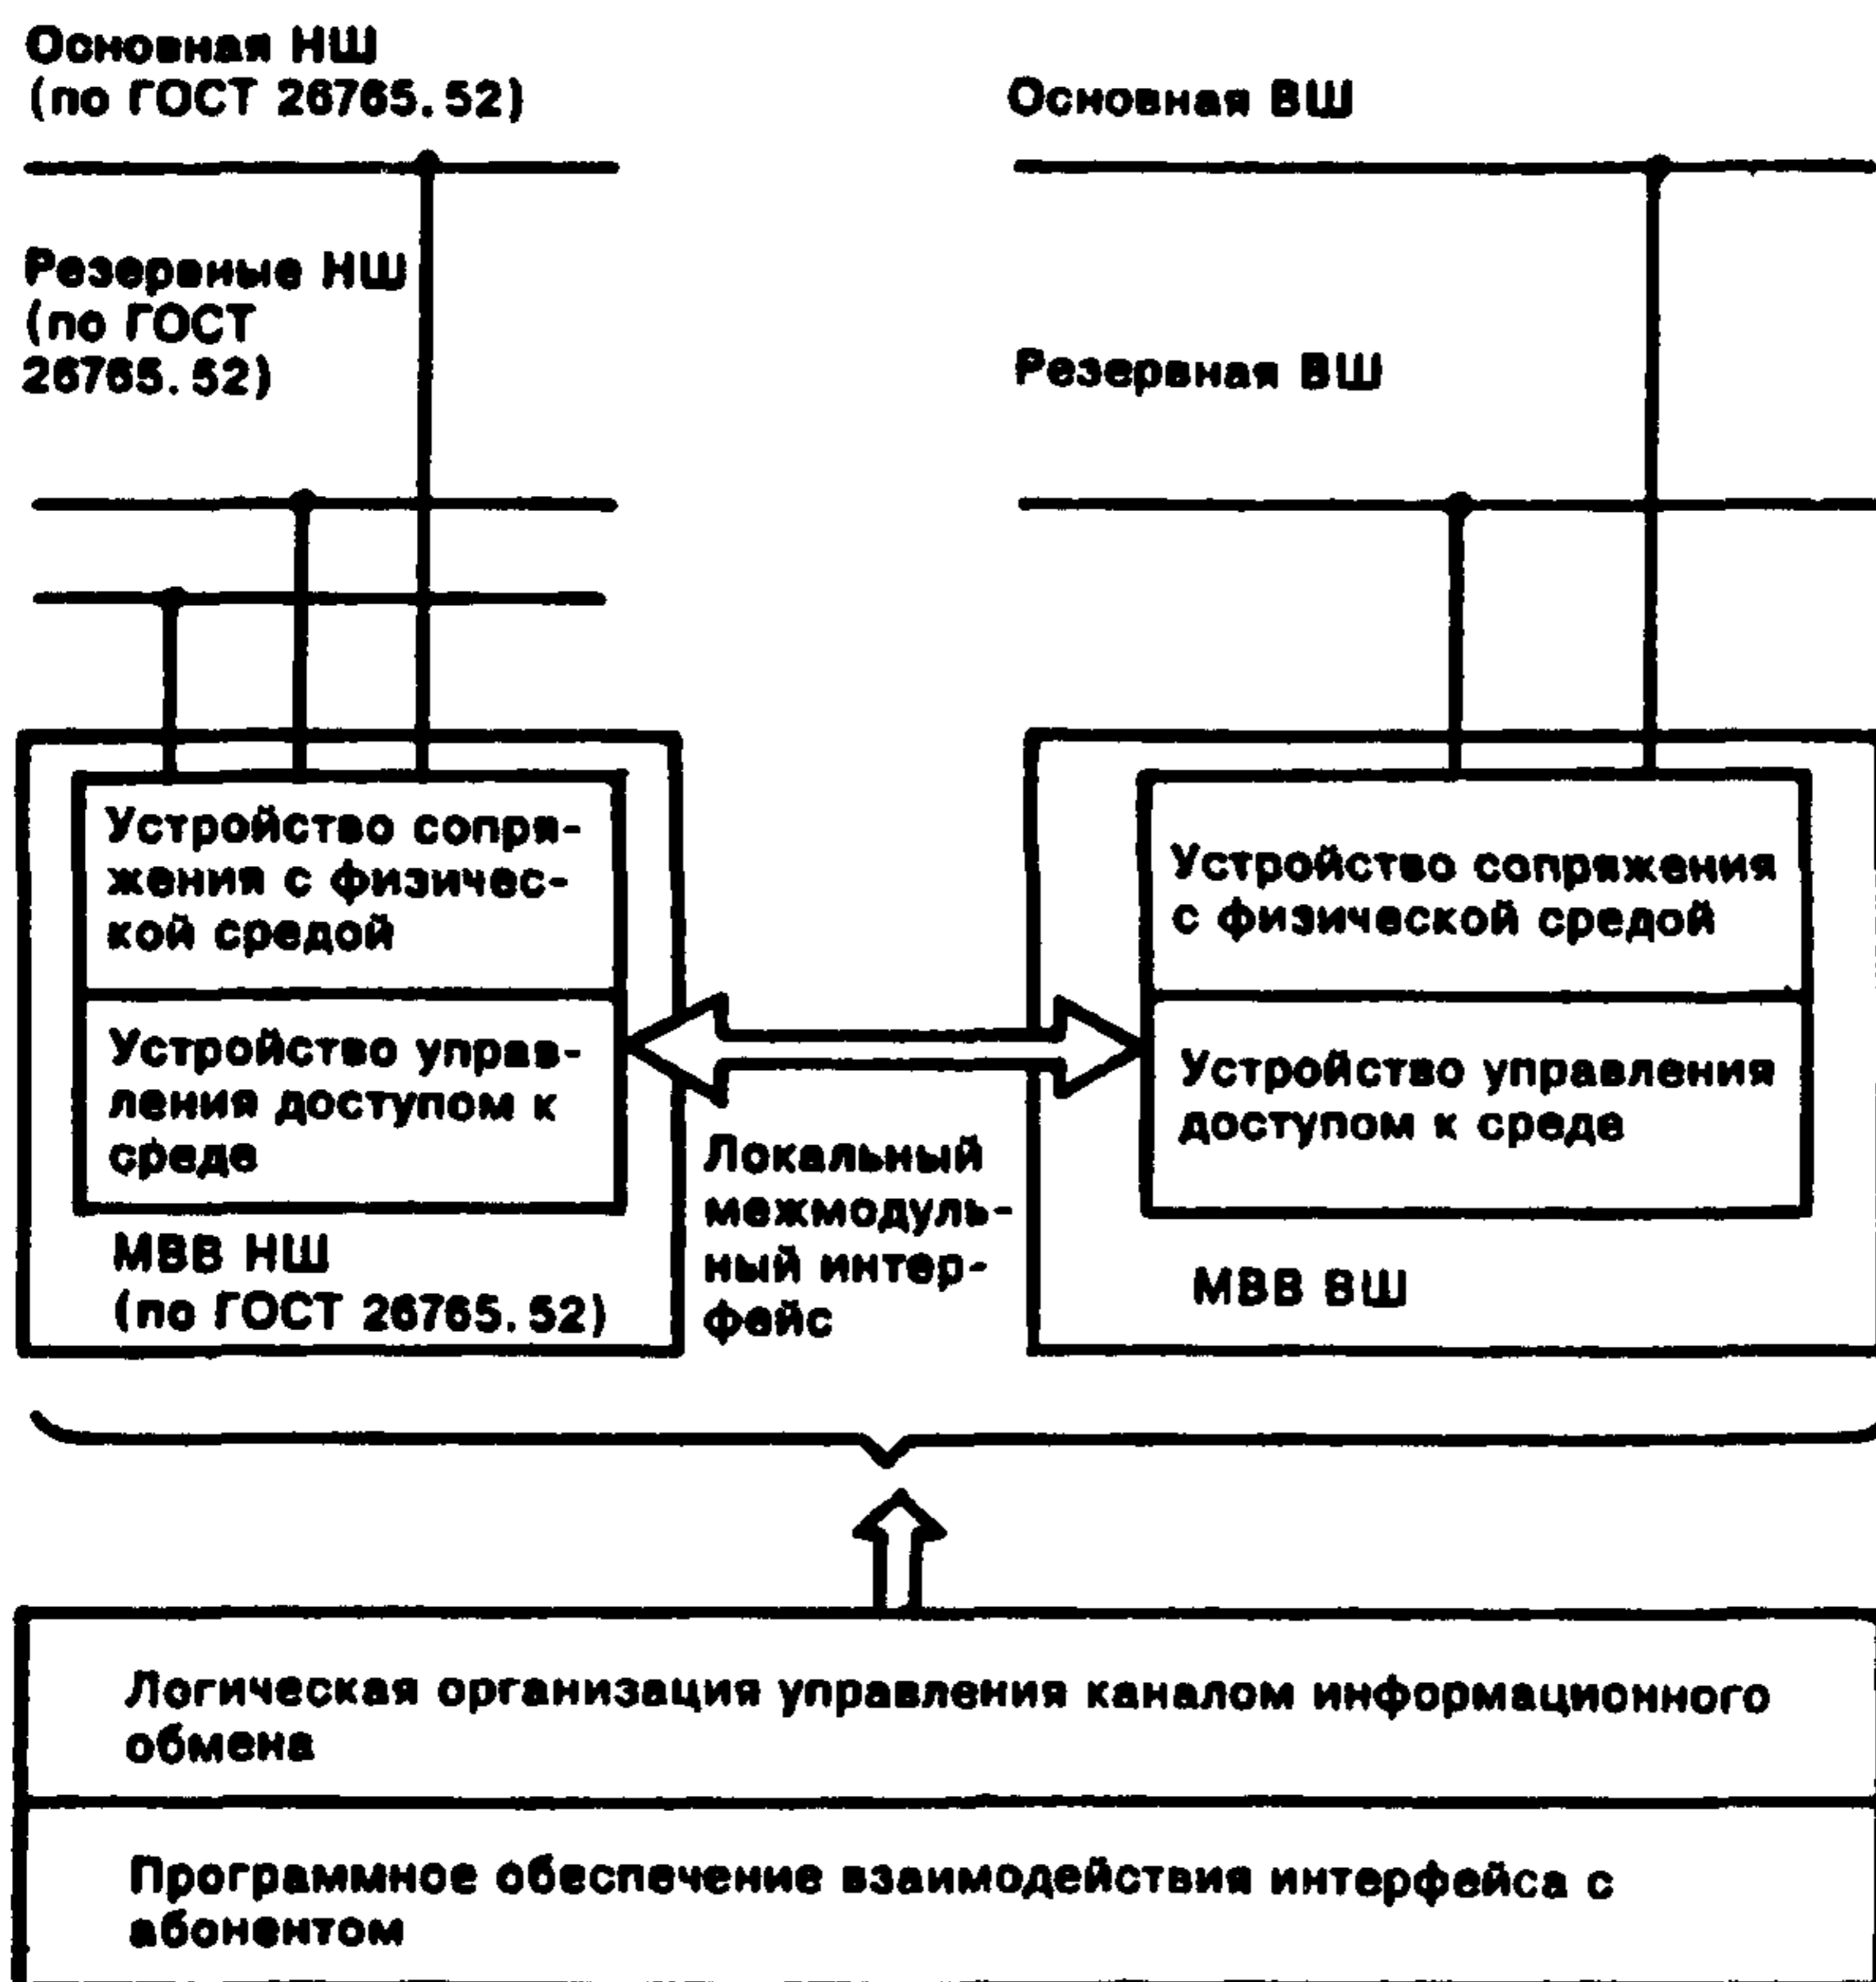 Основная НШ
(по ГОСТ 26765.52)
Основная ВШ
Резервные НШ
(по ГОСТ
26765.52)
Резервная ВШ
Устройство сопря-
жения с физичес-
кой средой
Устройство управ-
ления доступом к
среде
МВВ НШ
(по ГОСТ 26765.52)
Локальный
межмодуль-
ный интер-
фейс
Устройство сопряжения
с физической средой
Устройство управления
доступом к среде
МВВ ВШ
Логическая организация управления каналом информационного
обмена
Программное обеспечение взаимодействия интерфейса с
абонентом